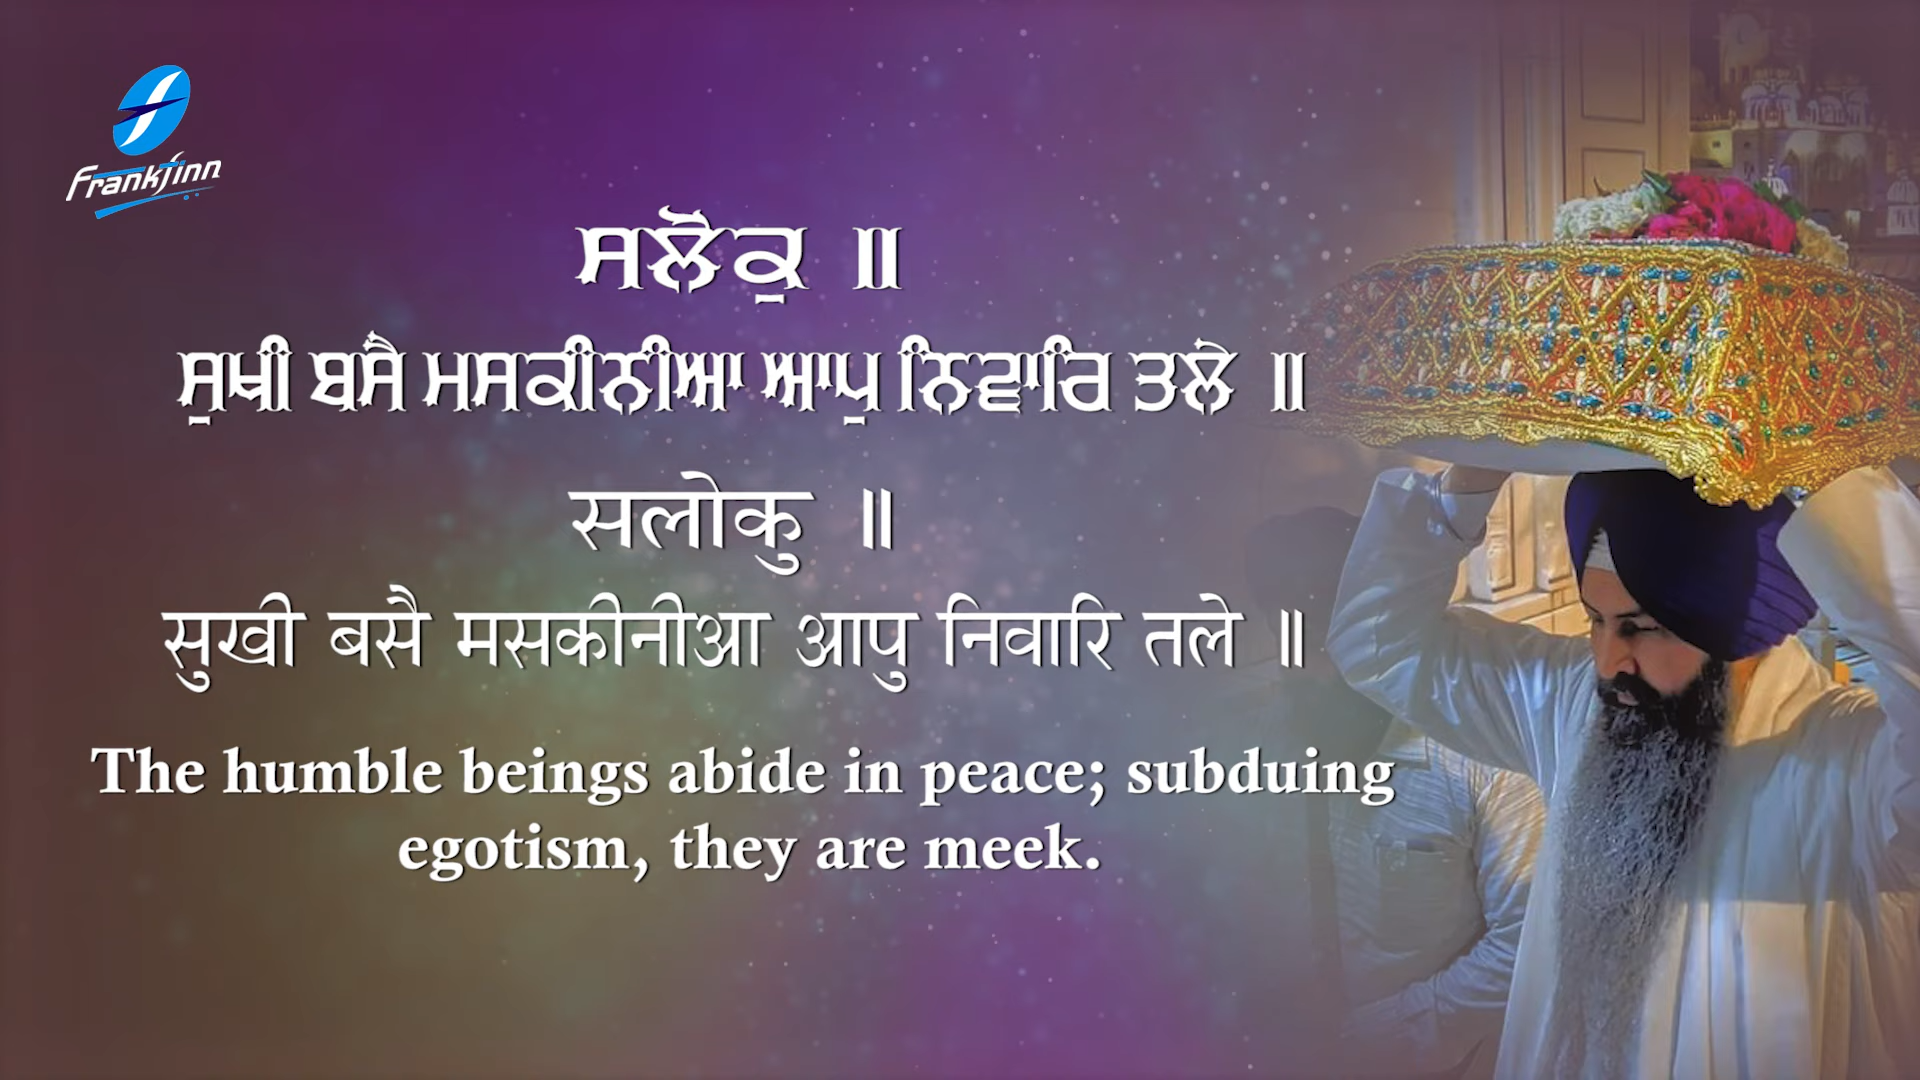 Frankfinn
ਸਲੋਕੁ ॥
ਸੁਖੀ ਬਸੈ ਮਸਕੀਨੀਆ ਆਪੁ ਨਿਵਾਰਿ ਤਲੇ ॥
सलोकु ॥
सुखी बसै मसकीनीआ आपु निवारि तले ॥
The humble beings abide in peace; subduing
egotism, they are meek.